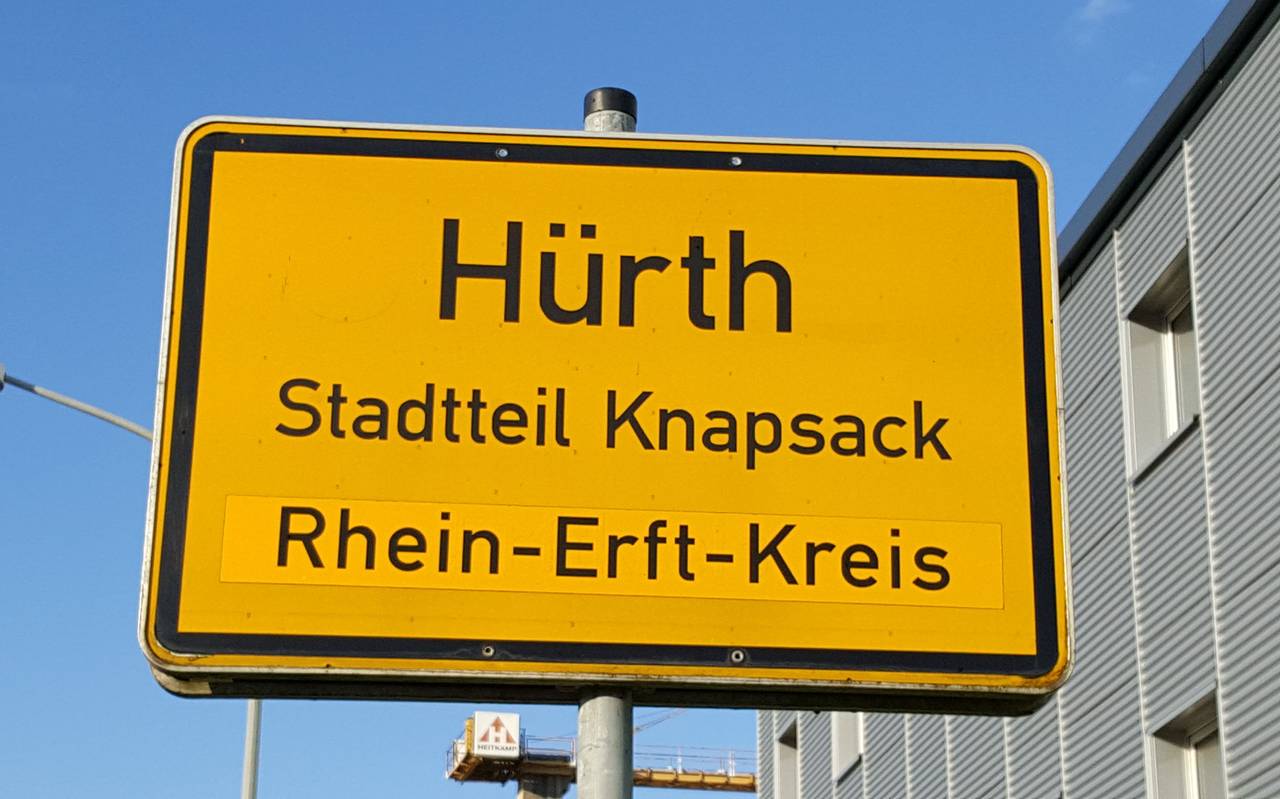 Hürth
Stadtteil Knapsack
Rhein-Erft-Kreis
HEITKAMP